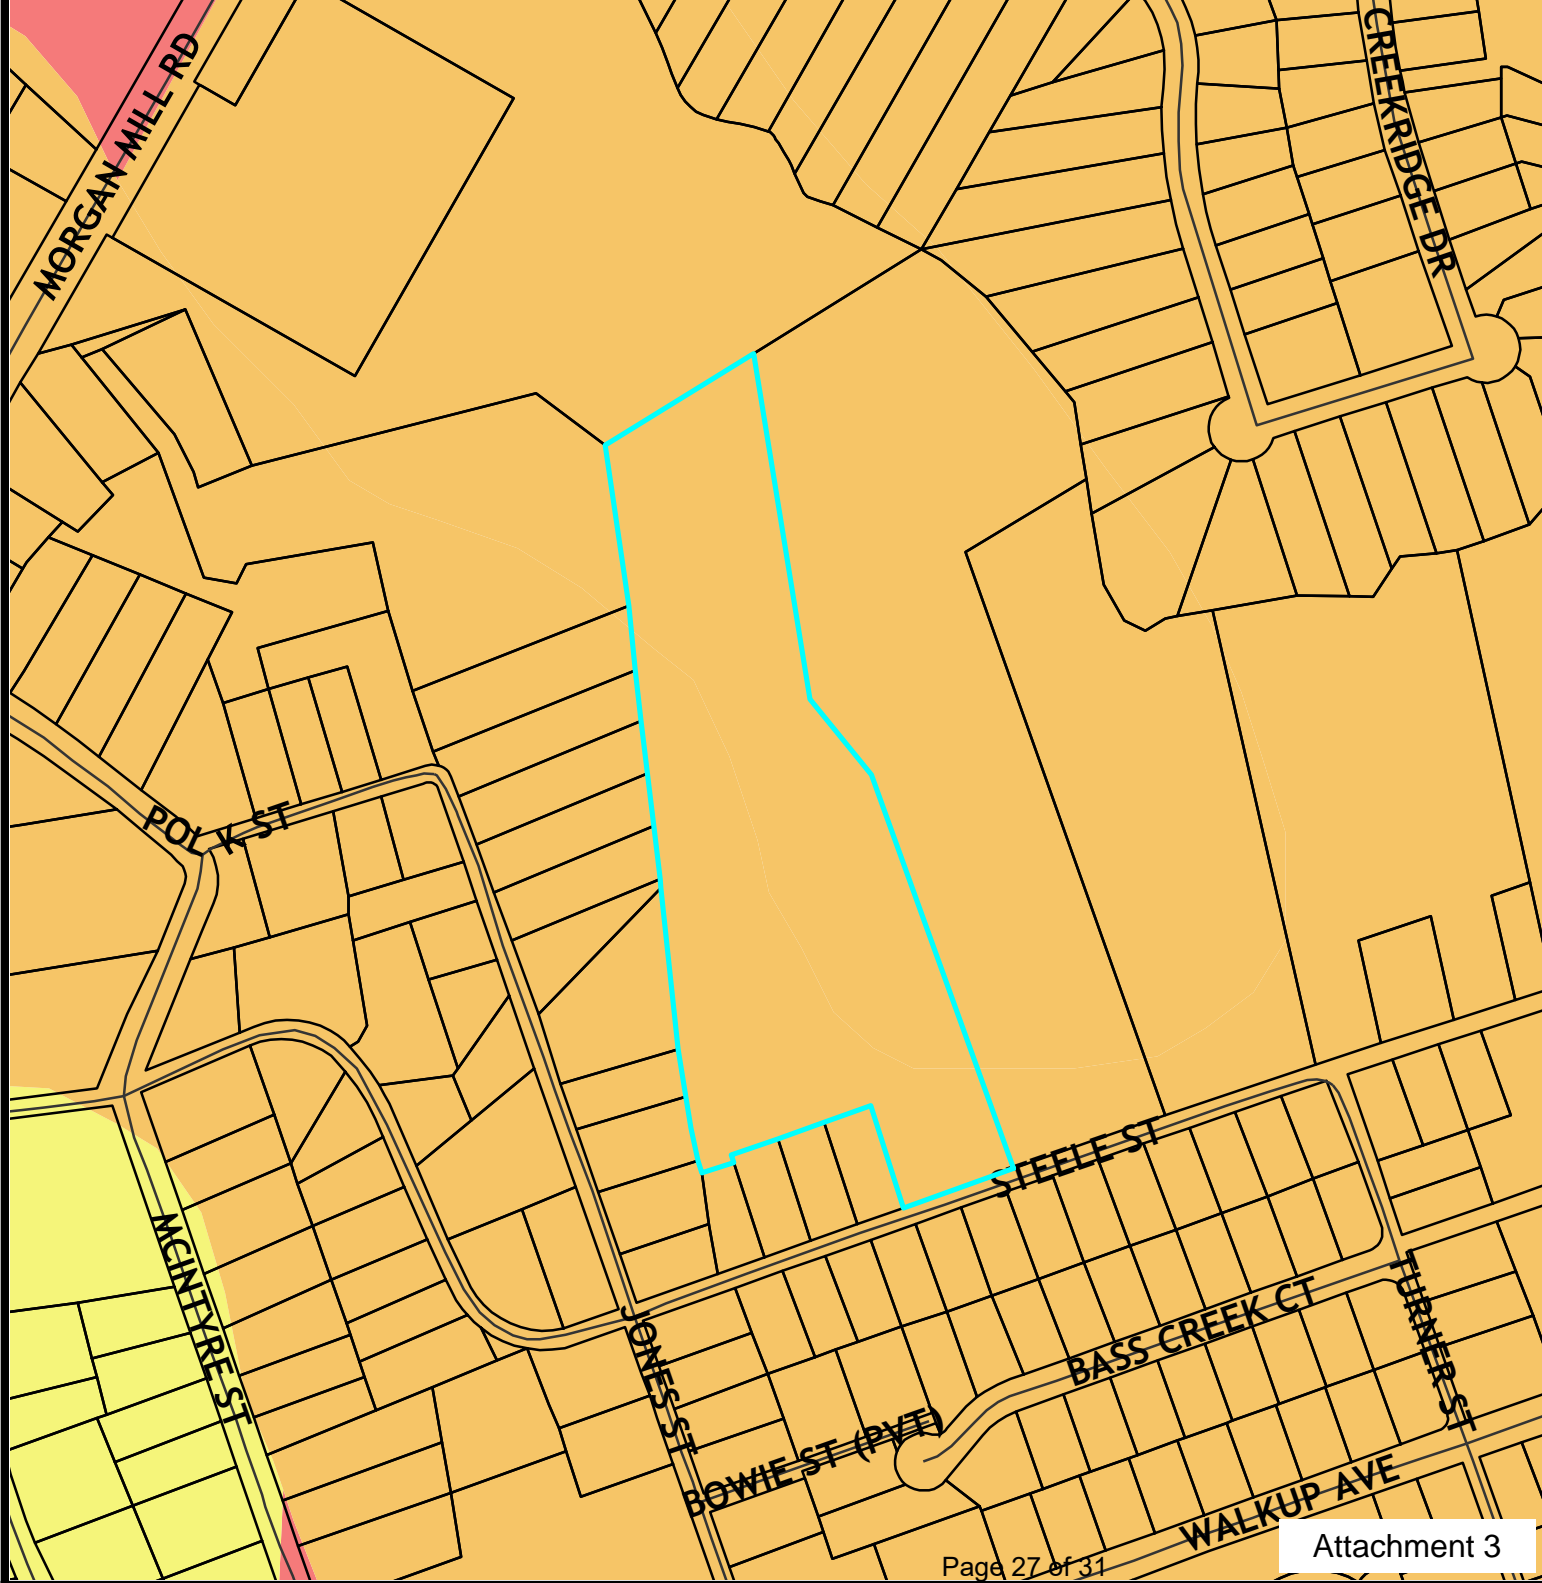 MORGAN MILL RD
CREEKRIDGE DR
POLK ST
STEELE ST
MCINTYRE ST
JONES ST
BASS CREEK CT
TURNER ST
BOWIE ST (PVT)
WALKUP AVE
Attachment 3
Page 27 of 31